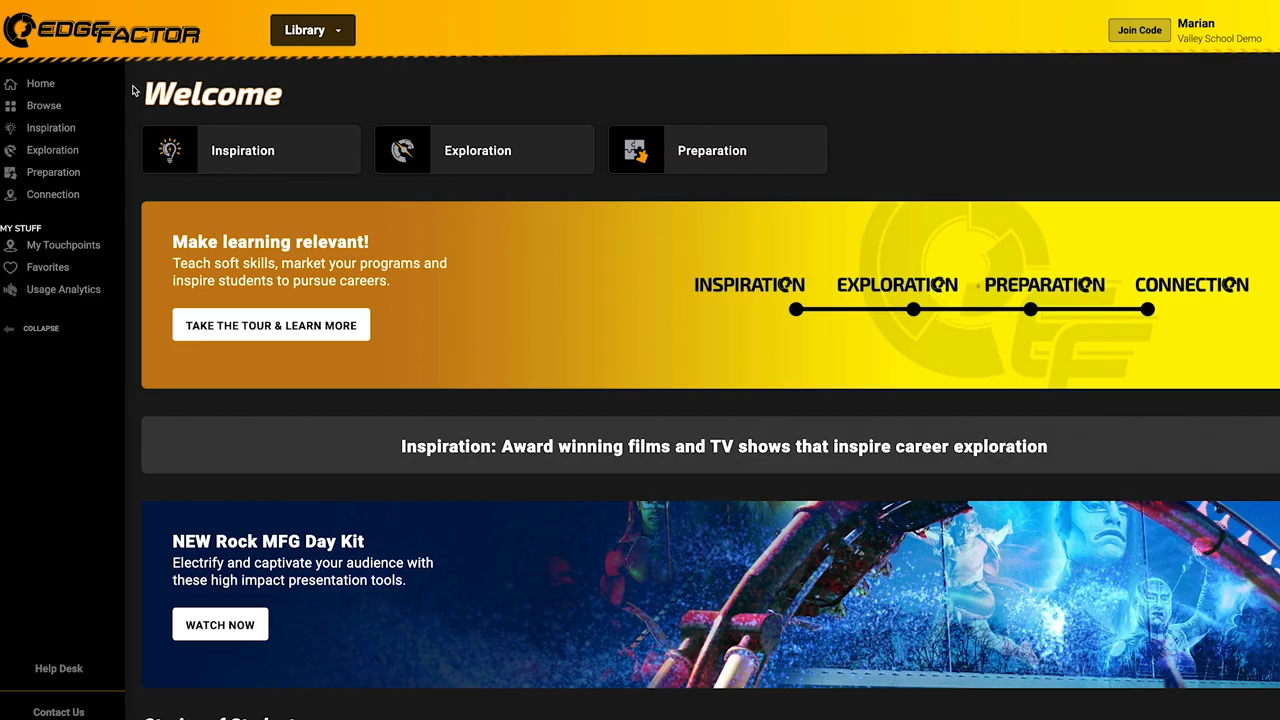 EDGE FACTOR
Library
Join Code
Marian
Valley School Demo
Home
Browse
Inspiration
Exploration
Preparation
Connection
MY STUFF
My Touchpoints
Favorites
Usage Analytics
COLLAPSE
Help Desk
Contact Us
Welcome
Inspiration
Exploration
Preparation
Make learning relevant!
Teach soft skills, market your programs and
inspire students to pursue careers.
TAKE THE TOUR & LEARN MORE
INSPIRATION EXPLORATION PREPARATION CONNECTION
Inspiration: Award winning films and TV shows that inspire career exploration
NEW Rock MFG Day Kit
Electrify and captivate your audience with
these high impact presentation tools.
WATCH NOW